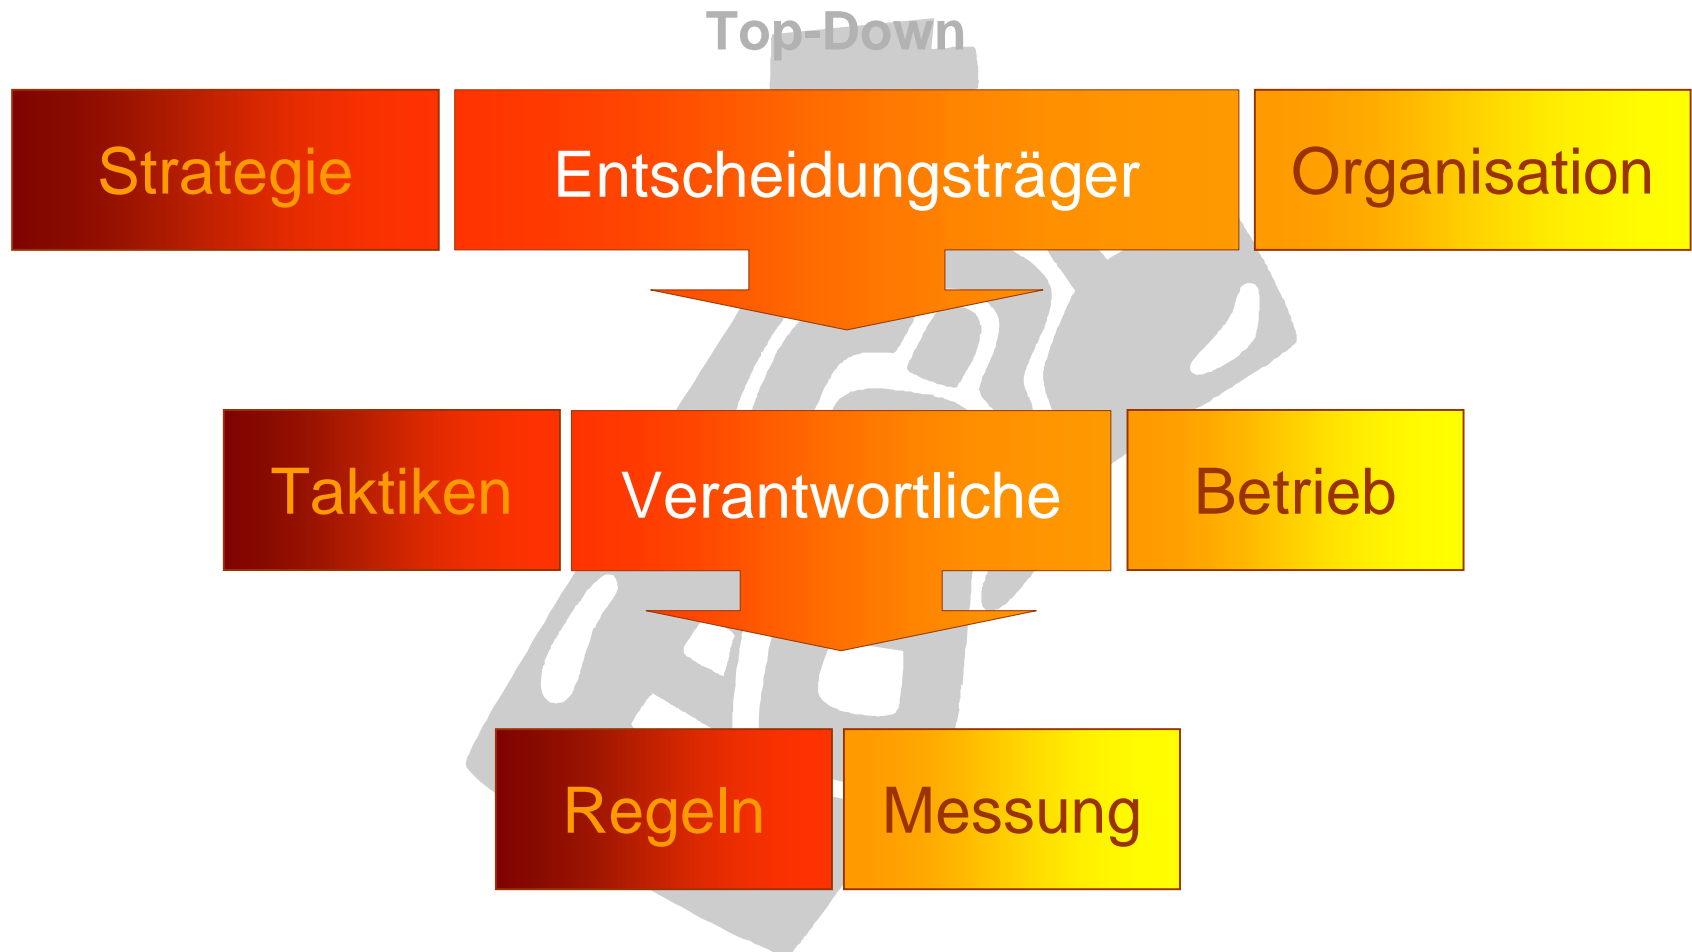 Top-Down
Strategie
Entscheidungsträger
Organisation
Taktiken
Verantwortliche
Betrieb
Regeln
Messung